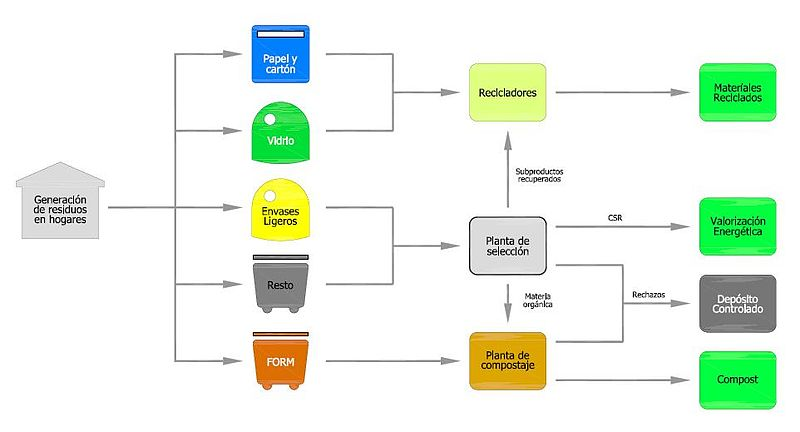 Papel y
cartón
Recicladores
Materiales
Reciclados
Vidrio
Subproductos
recuperados
Generación
de residuos
en hogares
Envases
Ligeros
CSR
Valorización
Energética
Planta de
selección
Resto
Materia
orgánica
Rechazos
Depósito
Controlado
FORM
Planta de
compostaje
Compost